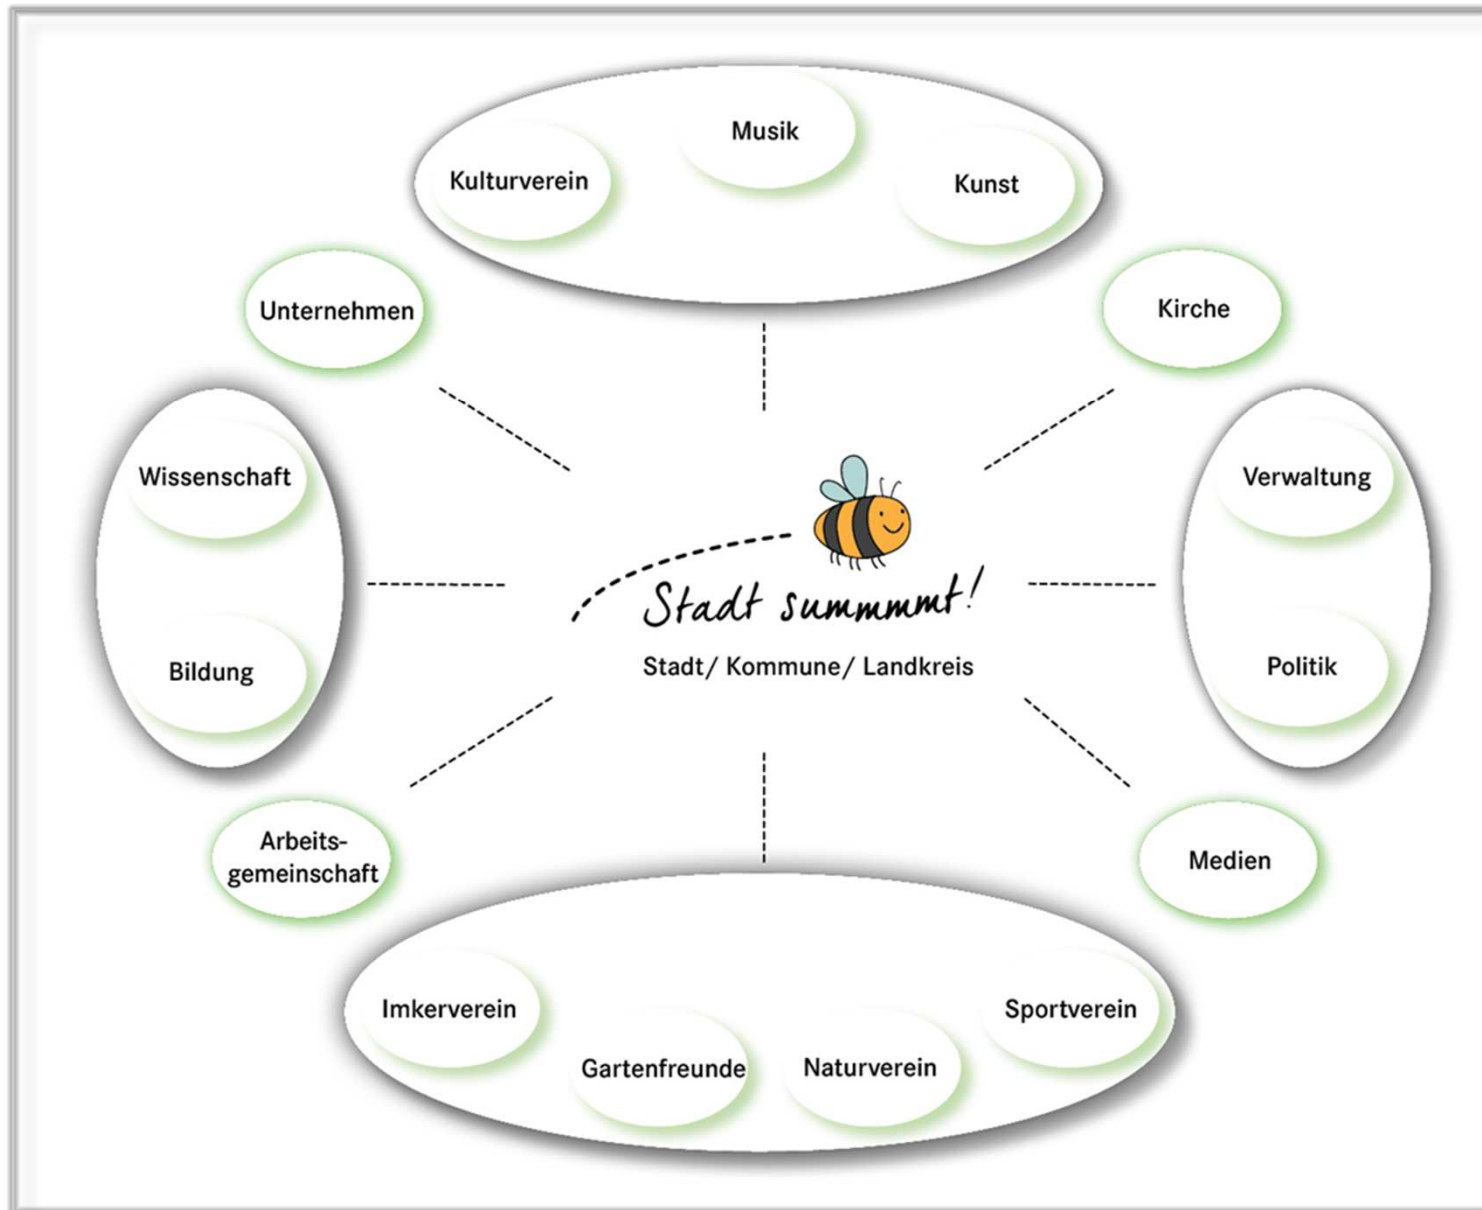 Musik
Kulturverein
Kunst
Unternehmen
Kirche
Wissenschaft
Verwaltung
Stadt summmmt!
Stadt/ Kommune/ Landkreis
Bildung
Politik
Arbeits-
gemeinschaft
Medien
Imkerverein
Sportverein
Gartenfreunde
Naturverein